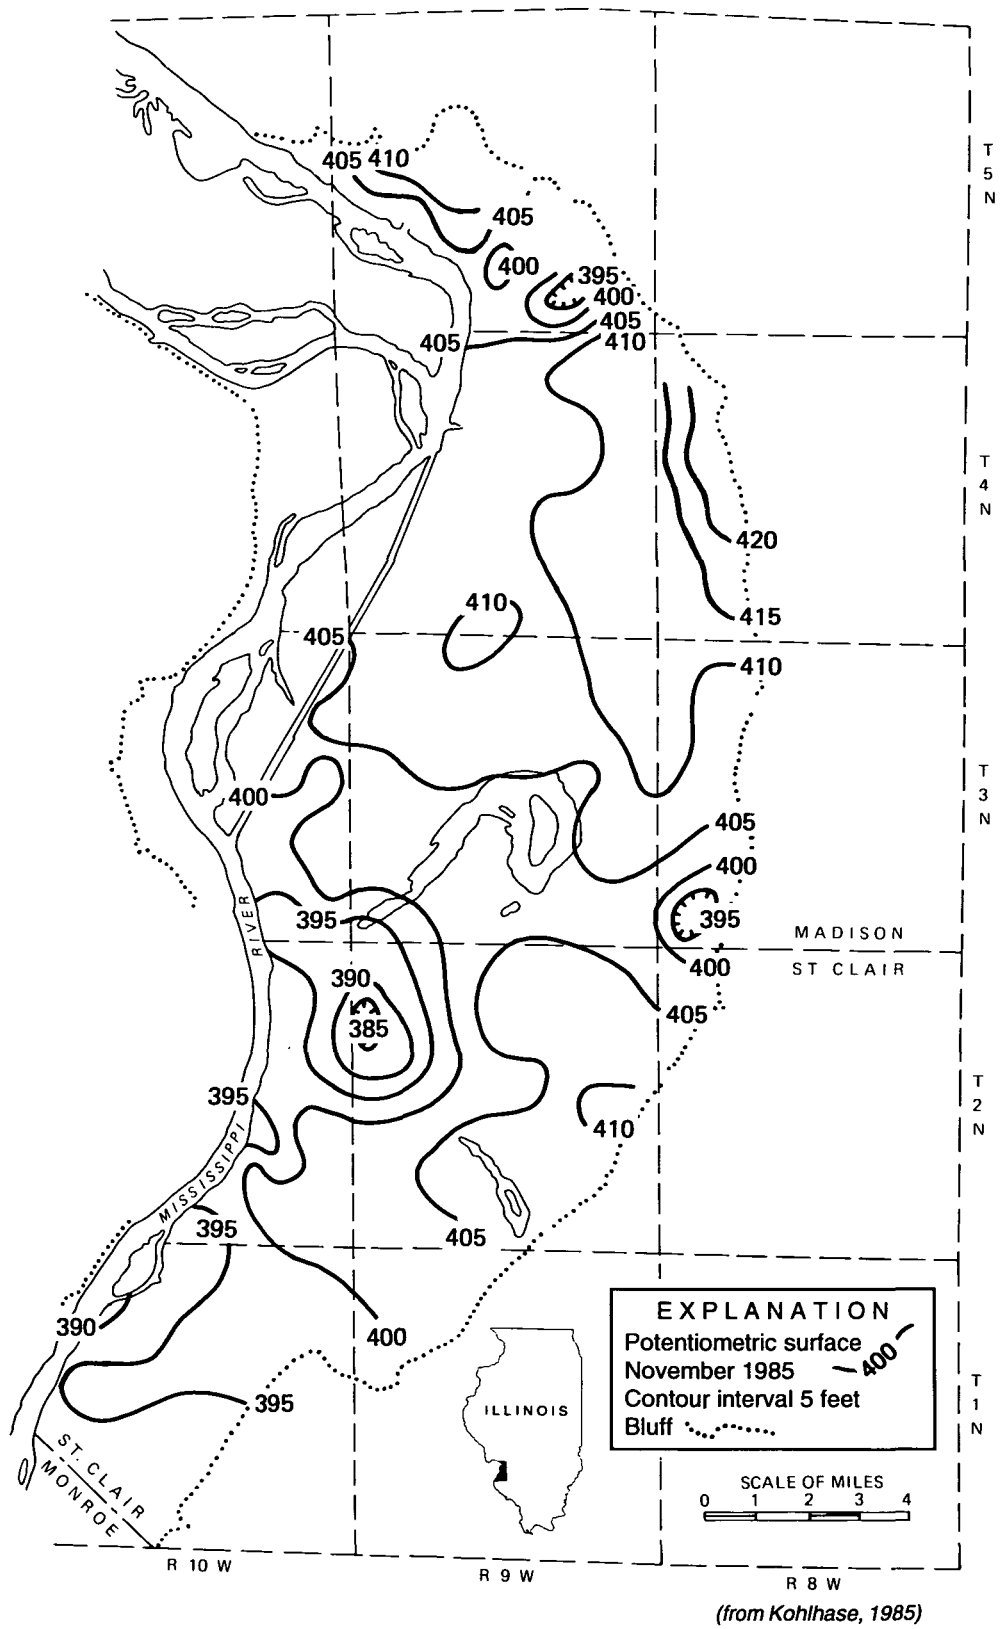 405 410
T
5
N
405
400
395
400
405
410
405
T
4
N
420
415
410
405
410
400
T
3
N
405
400
395
395
RIVER
MADISON
ST CLAIR
400
390
405
385
395
T
2
N
410
MISSISSIPPI
395
405
390
400
395
EXPLANATION
Potentiometric surface
400
November 1985
Contour interval 5 feet
Bluff
ILLINOIS
T
1
N
ST. CLAIR
MONROE
SCALE OF MILES
0 1 2 3 4
R 10 W
R 9 W
R 8 W
(from Kohlhase, 1985)